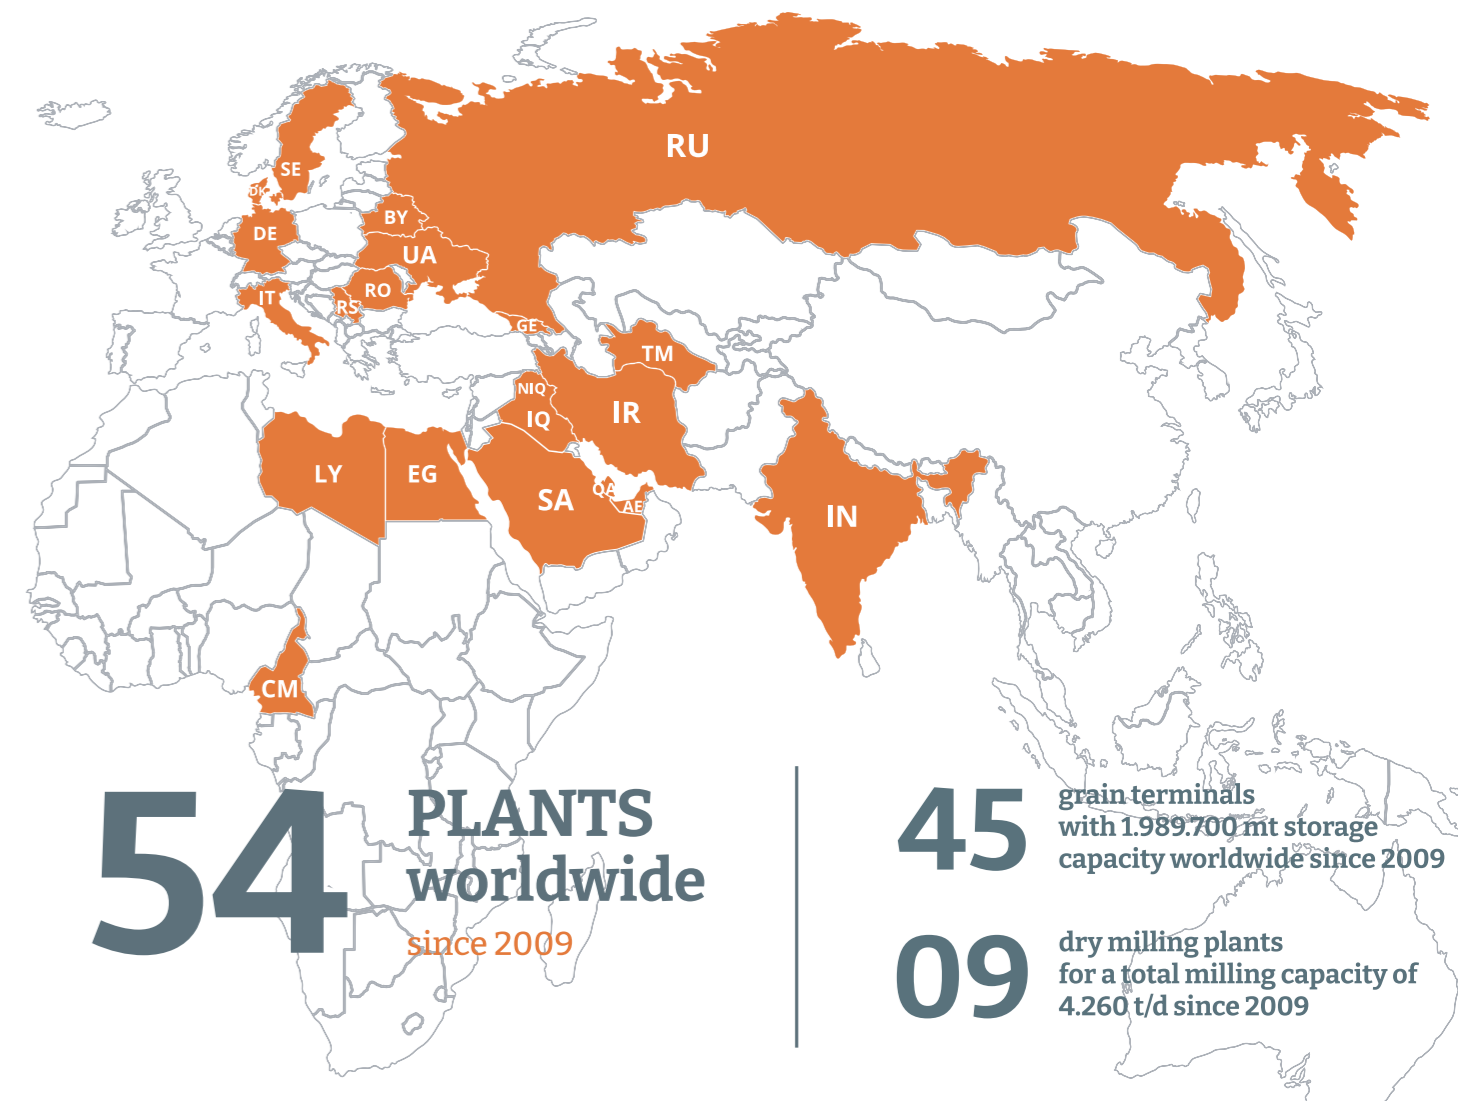 RU
SE
DK
BY
DE
UA
RO
IT
RS
GE
TM
NIQ
IR
IQ
LY
EG
SA
QA
AE
IN
CM
54
PLANTS
worldwide
since 2009
45
grain terminals
with 1.989.700 mt storage
capacity worldwide since 2009
09
dry milling plants
for a total milling capacity of
4.260 t/d since 2009